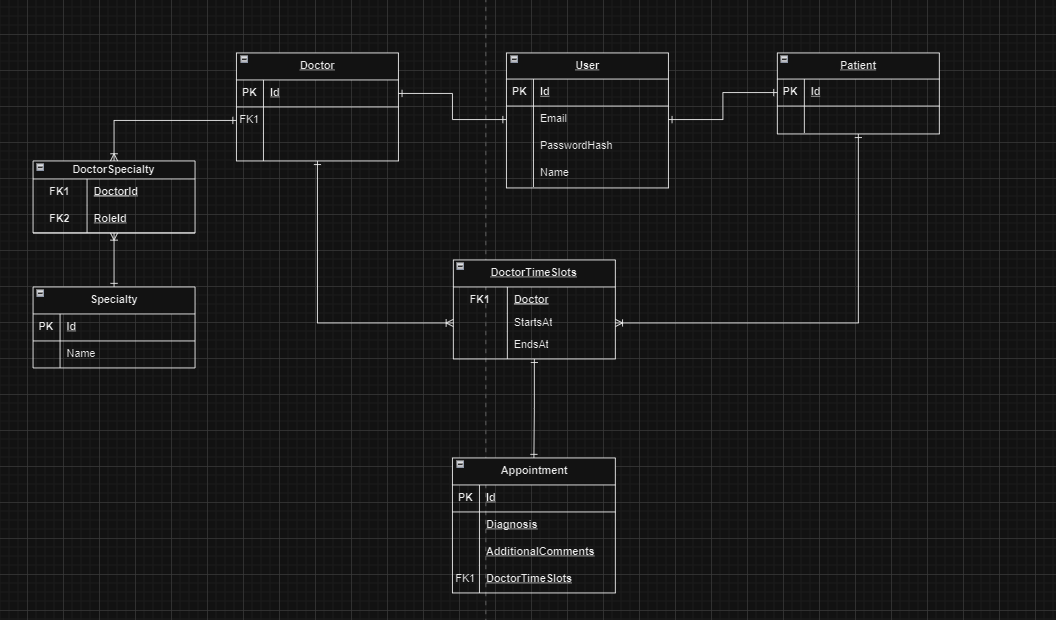 Doctor
PK Id
FK1
User
PK Id
Email
PasswordHash
Name
Patient
PK Id
DoctorSpecialty
FK1 DoctorId
FK2 RoleId
Specialty
PK Id
Name
DoctorTimeSlots
FK1 Doctor
StartsAt
EndsAt
Appointment
PK Id
Diagnosis
AdditionalComments
FK1 DoctorTimeSlots